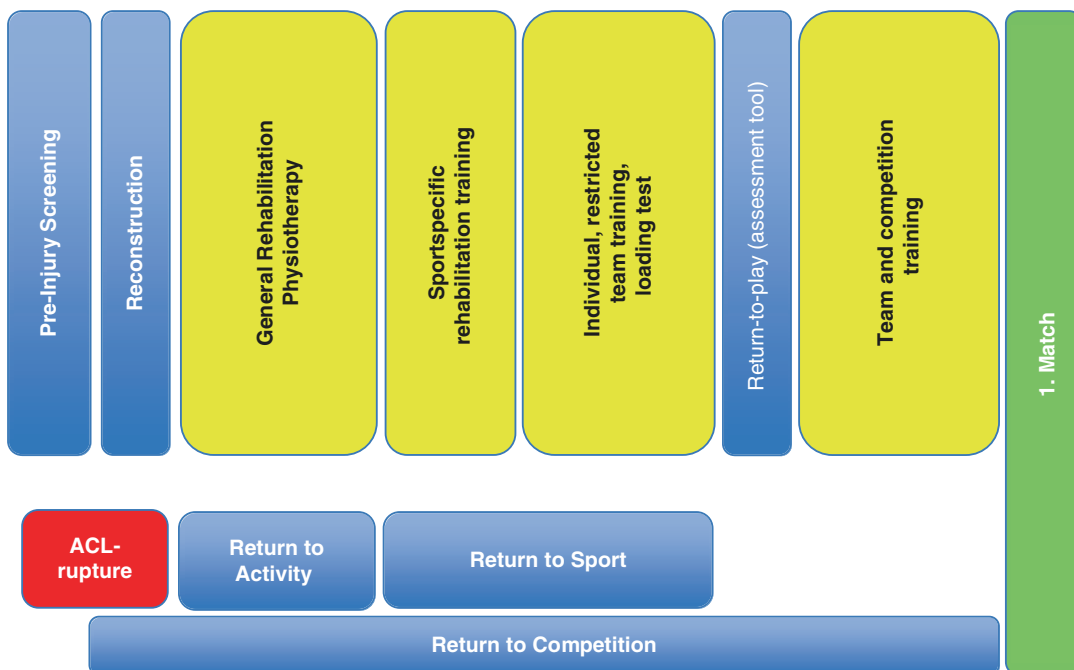 Pre-Injury Screening
Reconstruction
General Rehabilitation
Physiotherapy
Sportspecific
rehabilitation training
Individual, restricted
team training,
loading test
Return-to-play (assessment tool)
Team and competition
training
1. Match
ACL-
rupture
Return to
Activity
Return to Sport
Return to Competition